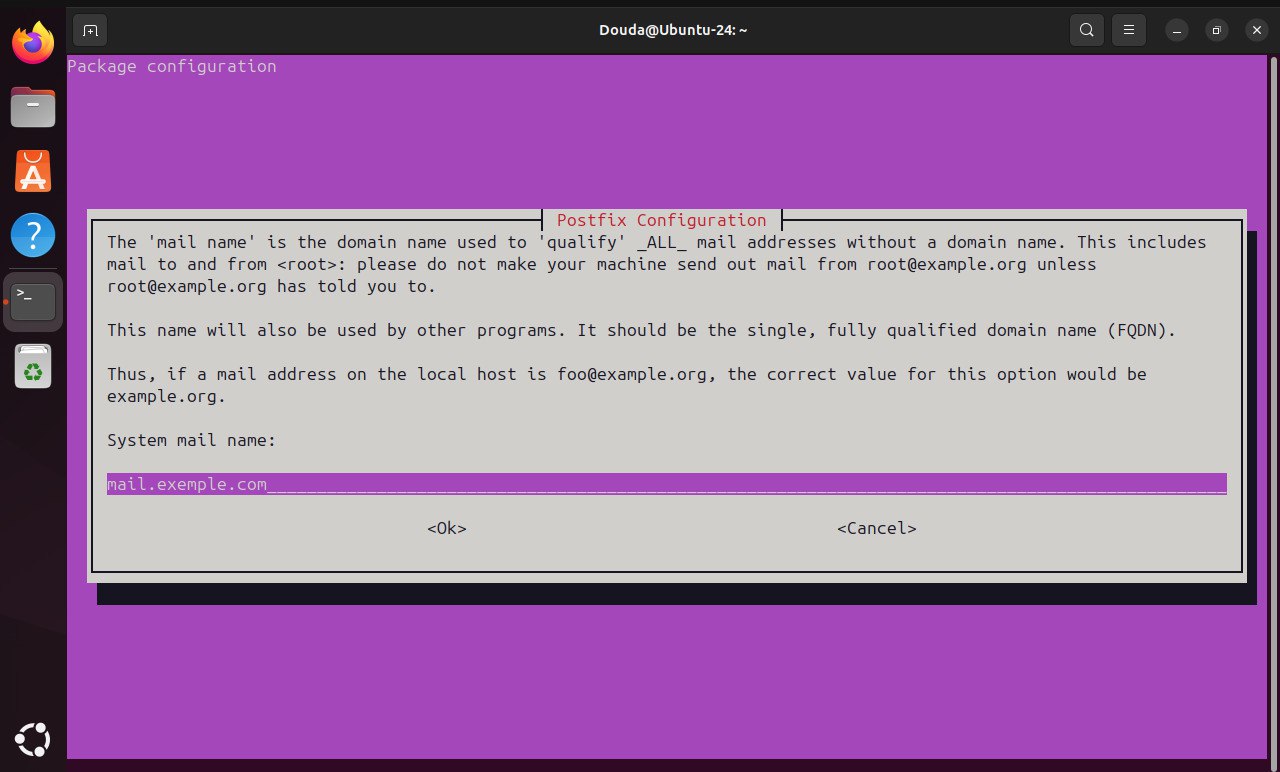 Douda@Ubuntu-24: ~
Package configuration
Postfix Configuration
The 'mail name' is the domain name used to 'qualify' _ALL_ mail addresses without a domain name. This includes
mail to and from <root>: please do not make your machine send out mail from root@example.org unless
root@example.org has told you to.
This name will also be used by other programs. It should be the single, fully qualified domain name (FQDN).
Thus, if a mail address on the local host is foo@example.org, the correct value for this option would be
example.org.
System mail name:
mail.exemple.com
<Ok> <Cancel>